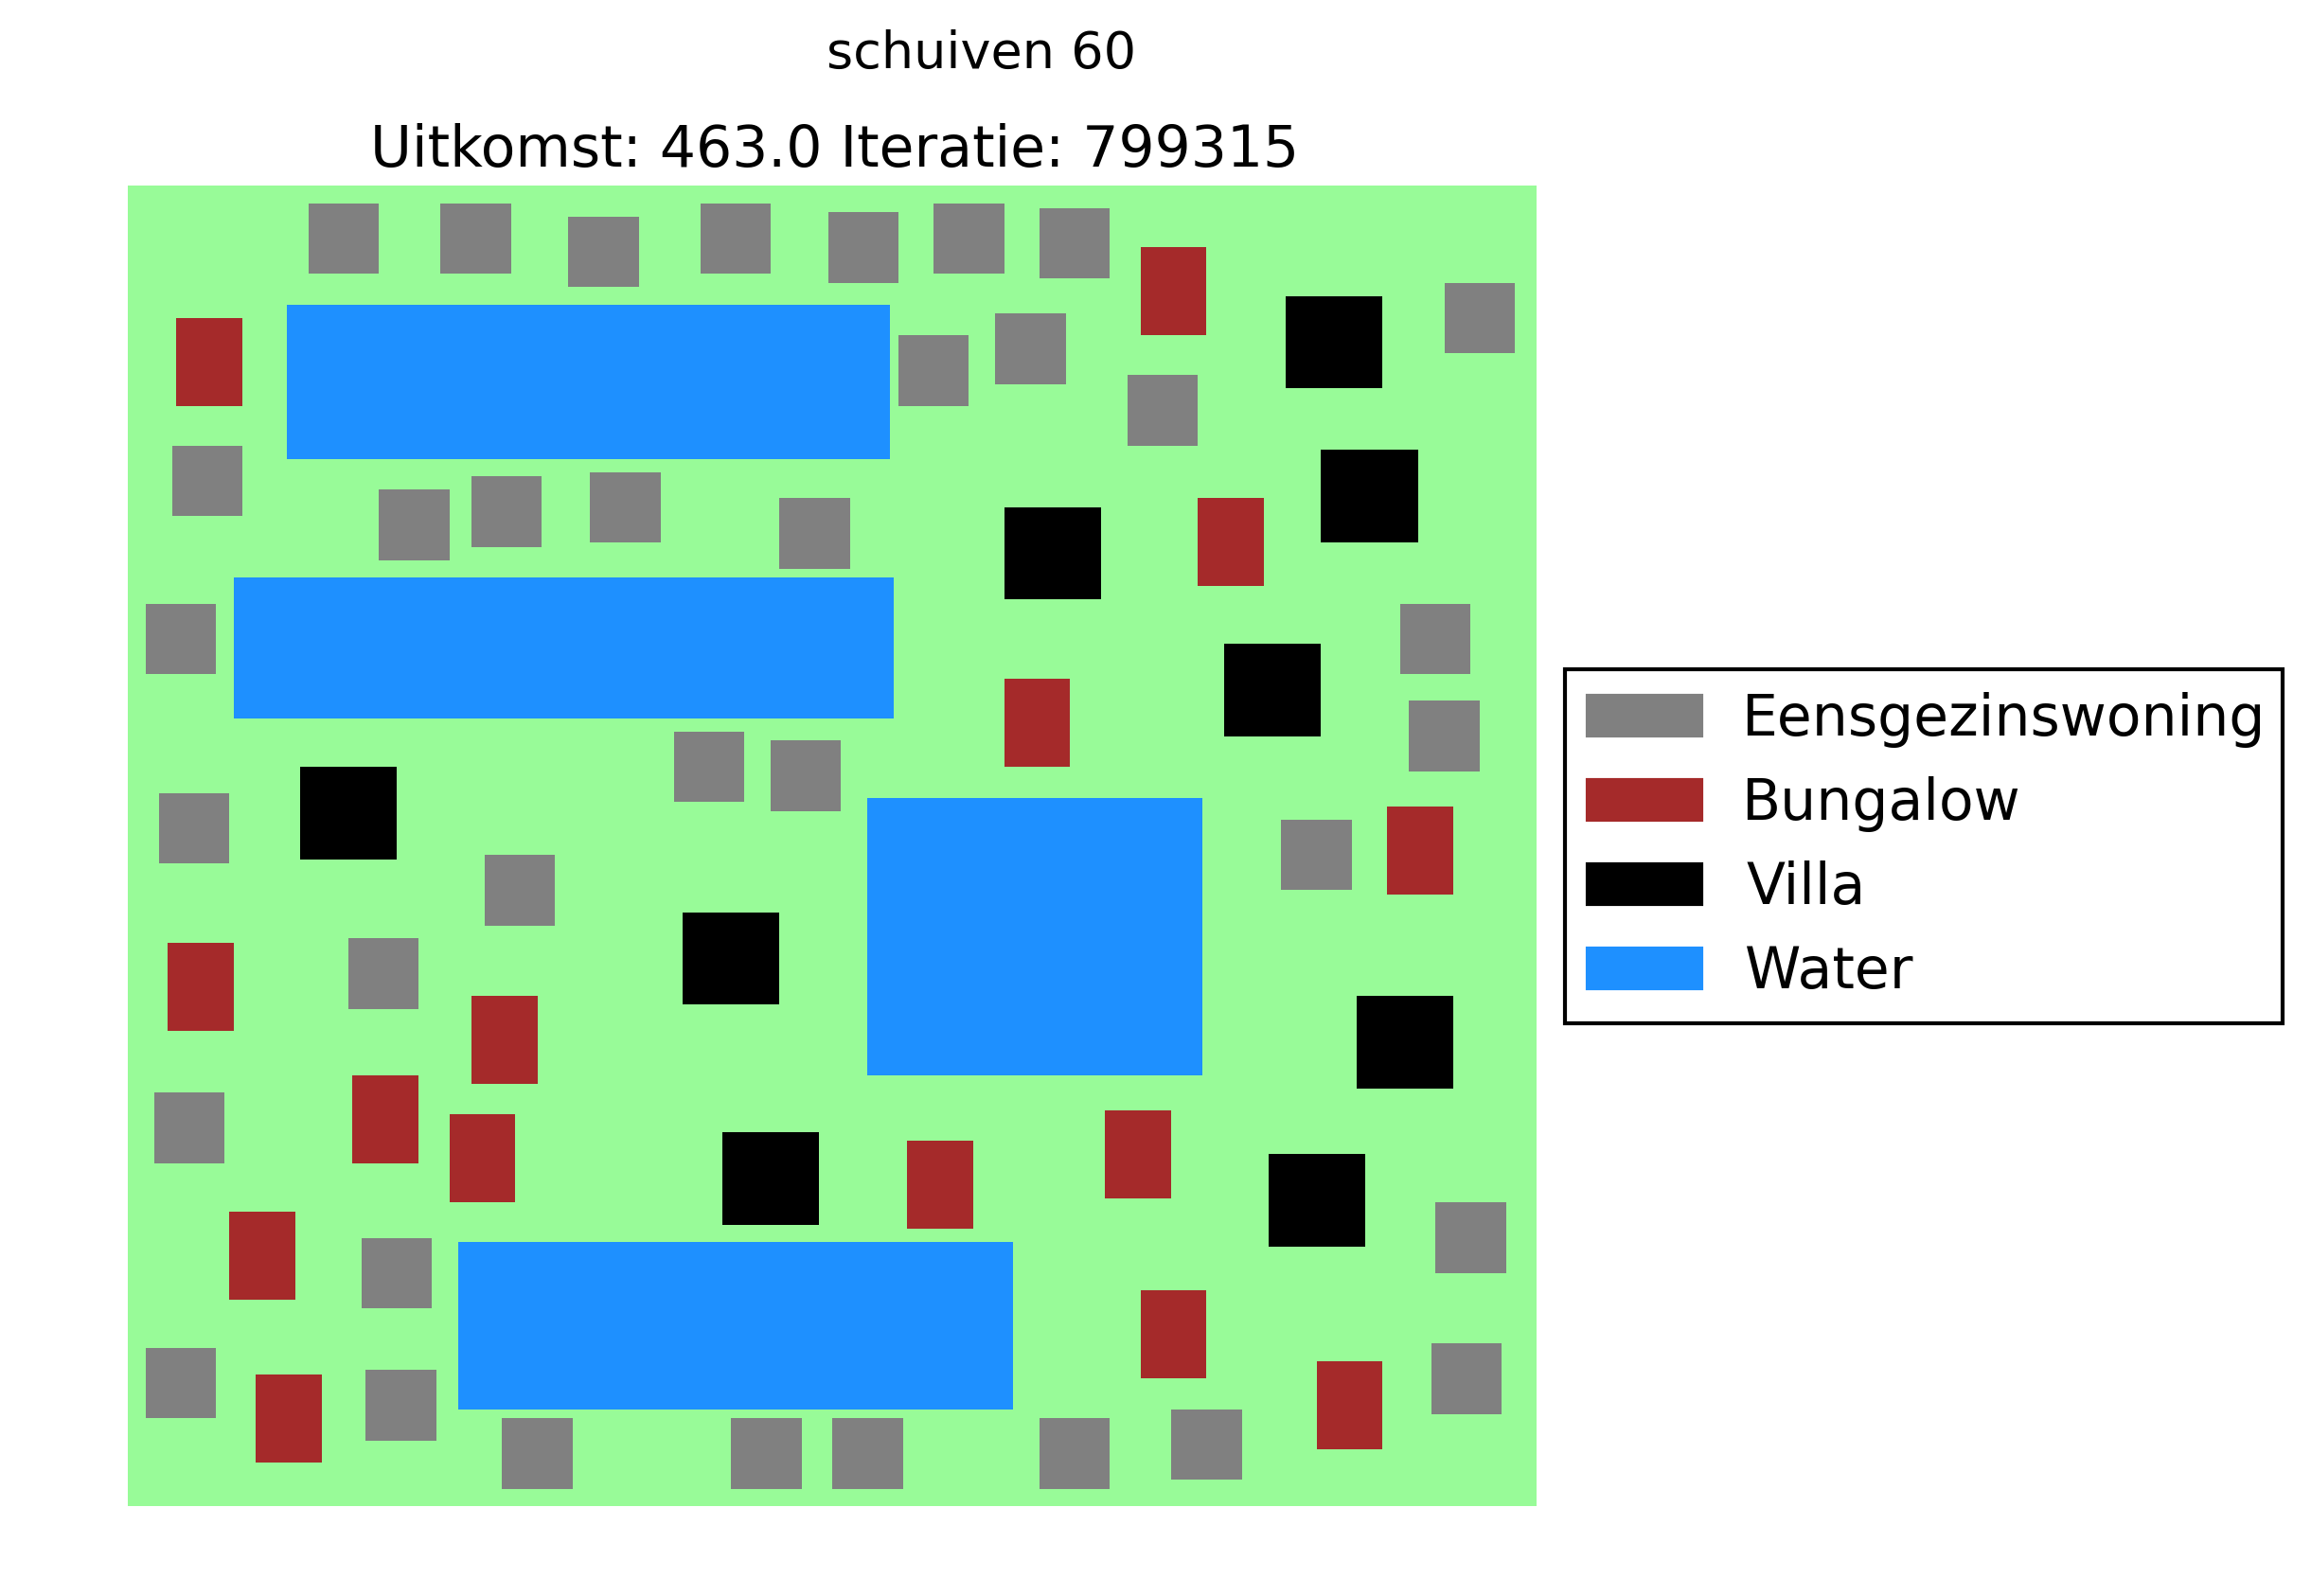 schuiven 60
Uitkomst: 463.0 Iteratie: 799315
Eensgezinswoning
Bungalow
Villa
Water